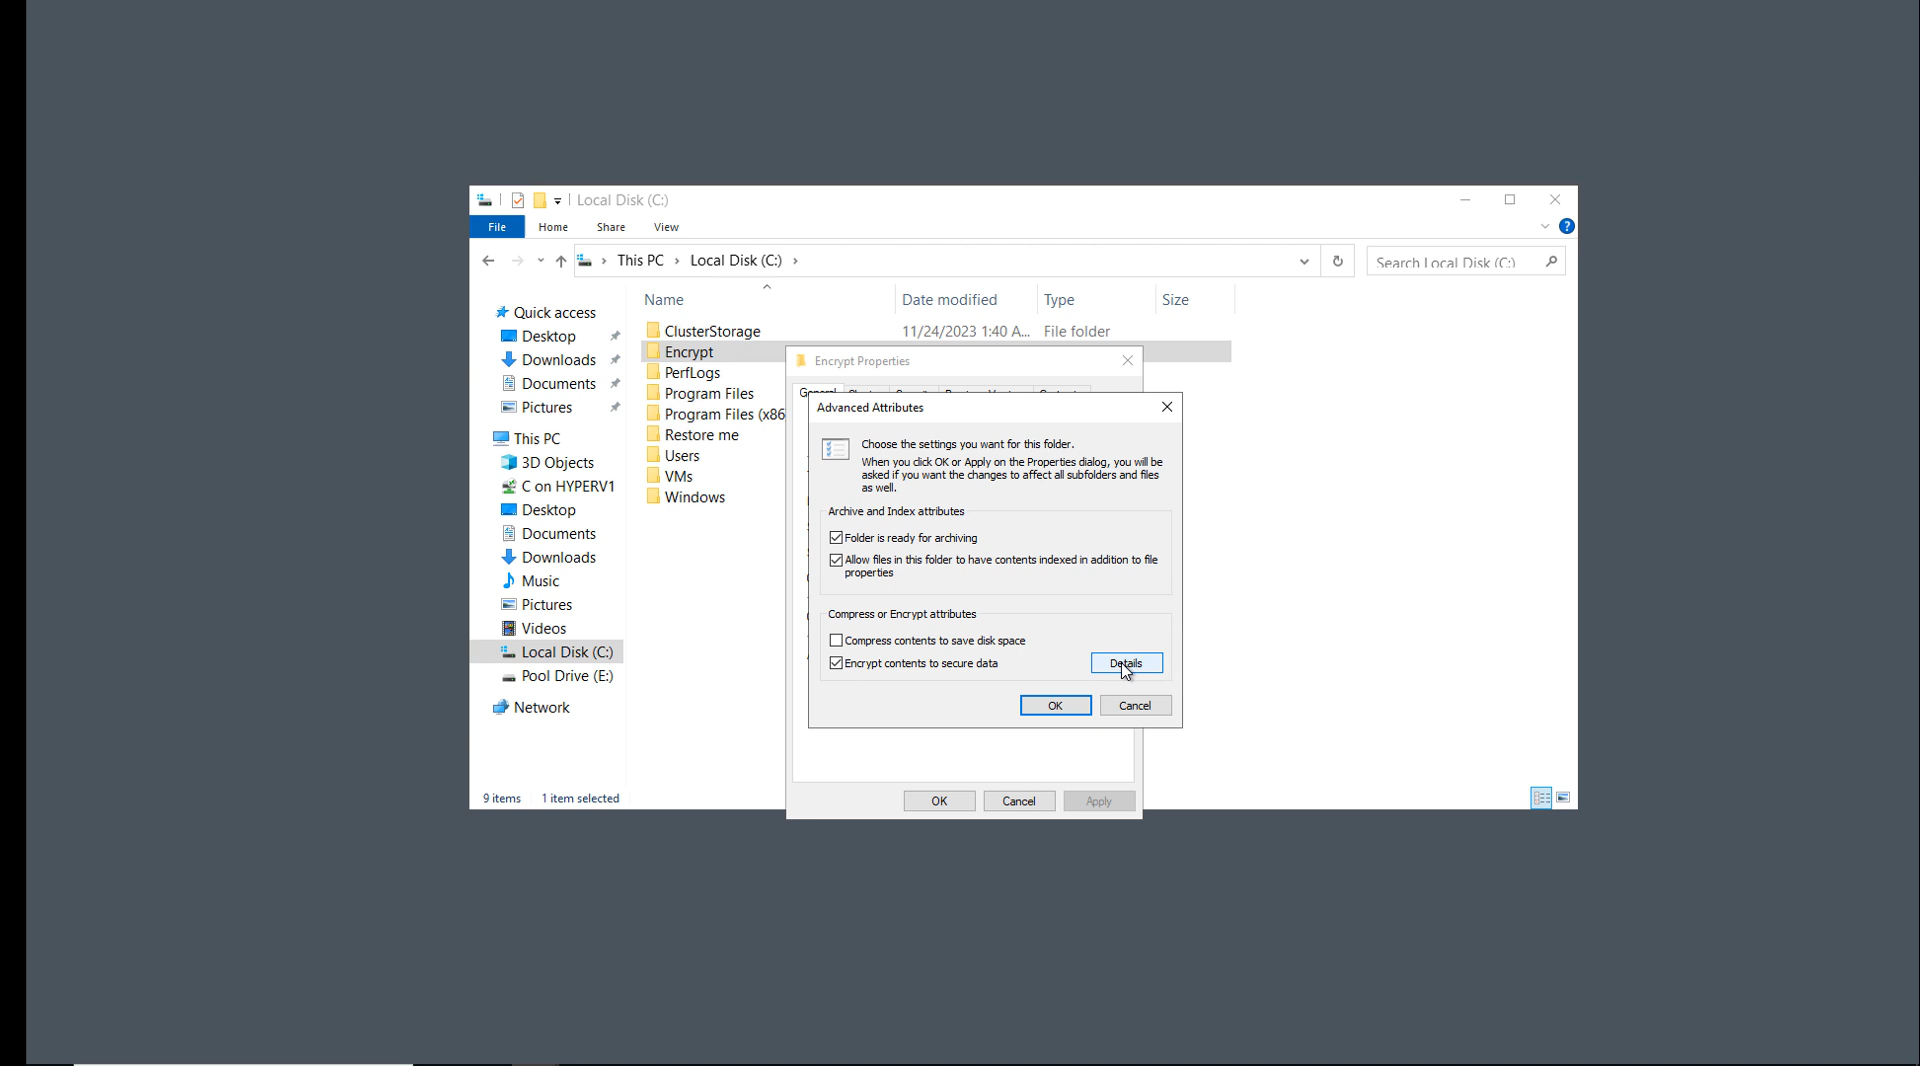 Local Disk (C:)
File Home Share View
This PC Local Disk (C:)
Search Local Disk (C:)
Name Date modified Type Size
Quick access
Desktop
Downloads
Documents
Pictures
This PC
3D Objects
C on HYPERV1
Desktop
Documents
Downloads
Music
Pictures
Videos
Local Disk (C:)
Pool Drive (E:)
Network
ClusterStorage 11/24/2023 1:40 A... File folder
Encrypt
PerfLogs
Program Files
Program Files (x86
Restore me
Users
VMs
Windows
Encrypt Properties
General
Advanced Attributes
Choose the settings you want for this folder.
When you click OK or Apply on the Properties dialog, you will be
asked if you want the changes to affect all subfolders and files
as well.
Archive and Index attributes
Folder is ready for archiving
Allow files in this folder to have contents indexed in addition to file
properties
Compress or Encrypt attributes
Compress contents to save disk space
Encrypt contents to secure data
Details
OK Cancel
OK Cancel Apply
9 items 1 item selected